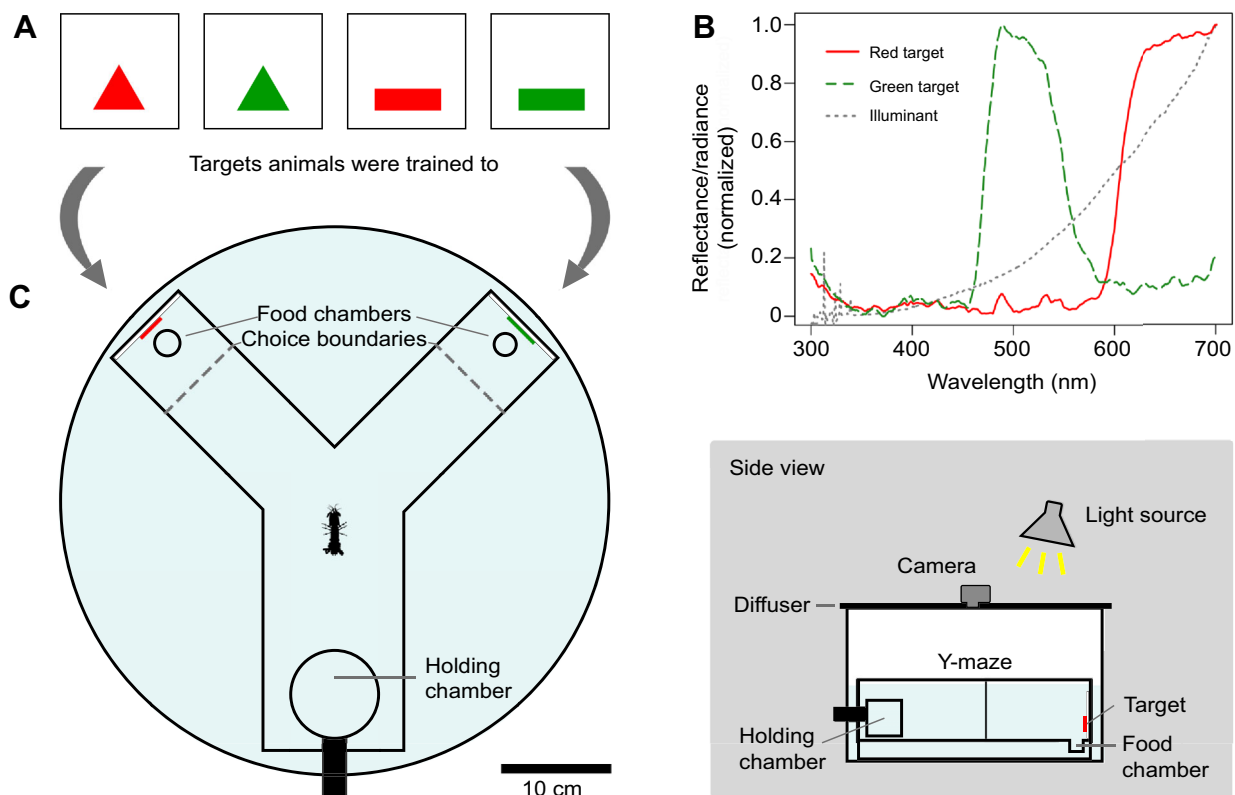 A
Targets animals were trained to
B
Reflectance/radiance
(normalized)
1.0
0.8
0.6
0.4
0.2
0
Red target
Green target
Illuminant
300
400
500
600
700
Wavelength (nm)
C
Food chambers
Choice boundaries
Holding
chamber
10 cm
Side view
Light source
Camera
Diffuser
Y-maze
Target
Holding
chamber
Food
chamber